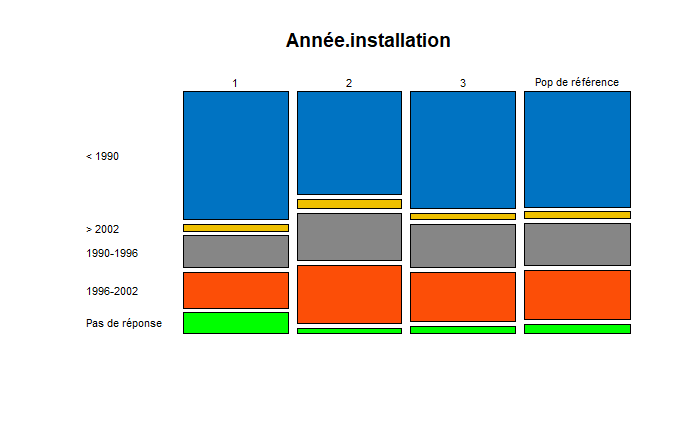 Année.installation
1 2 3 Pop de référence
< 1990
> 2002
1990-1996
1996-2002
Pas de réponse